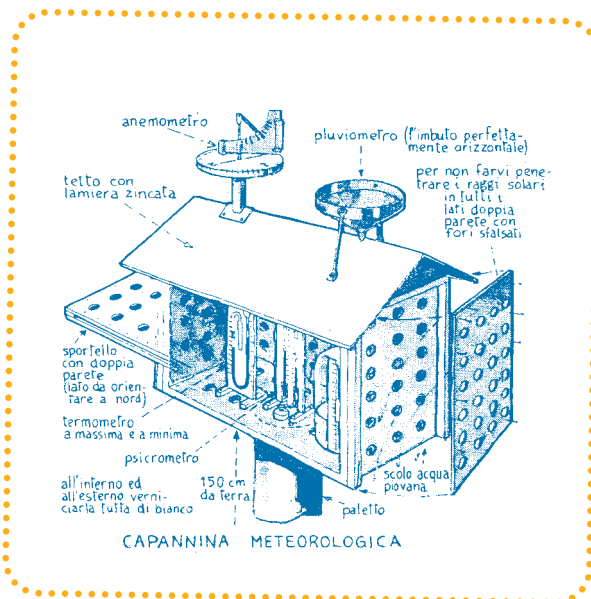 anemometro
pluviometro (l'imbuto perfetta-
mente orizzontale)
tetto con
lamiera zincata
per non farvi pene-
trare i raggi solari
in tutti i
lati doppia
parete con
fori sfalsati
sportello
con doppia
parete
(lato da orien-
tare a nord)
termometro
a massima e a minima
psicrometro
all'interno ed
all'esterno verni-
ciarla tutta di bianco
150 cm
da terra
scolo acqua
piovana
paletto
CAPANNINA METEOROLOGICA